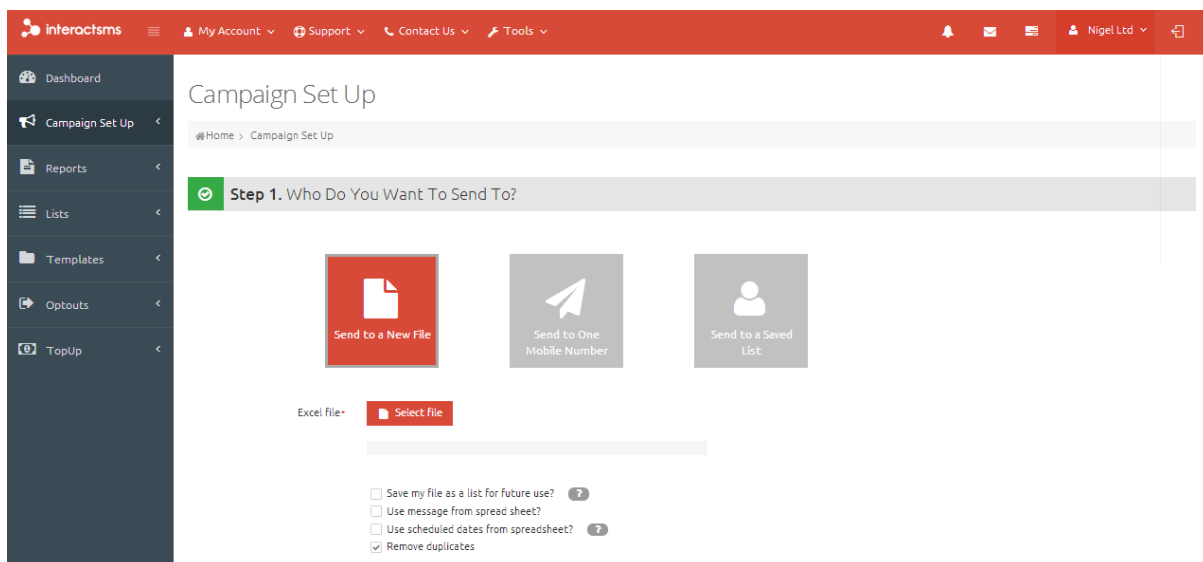 interactsms
My Account
Support
Contact Us
Tools
Nigel Ltd
Dashboard
Campaign Set Up
Reports
Lists
Templates
Optouts
TopUp
Campaign Set Up
Home > Campaign Set Up
Step 1. Who Do You Want To Send To?
Send to a New File
Send to One
Mobile Number
Send to a Saved
List
Excel file*
Select file
Save my file as a list for future use? ?
Use message from spread sheet?
Use scheduled dates from spreadsheet? ?
Remove duplicates